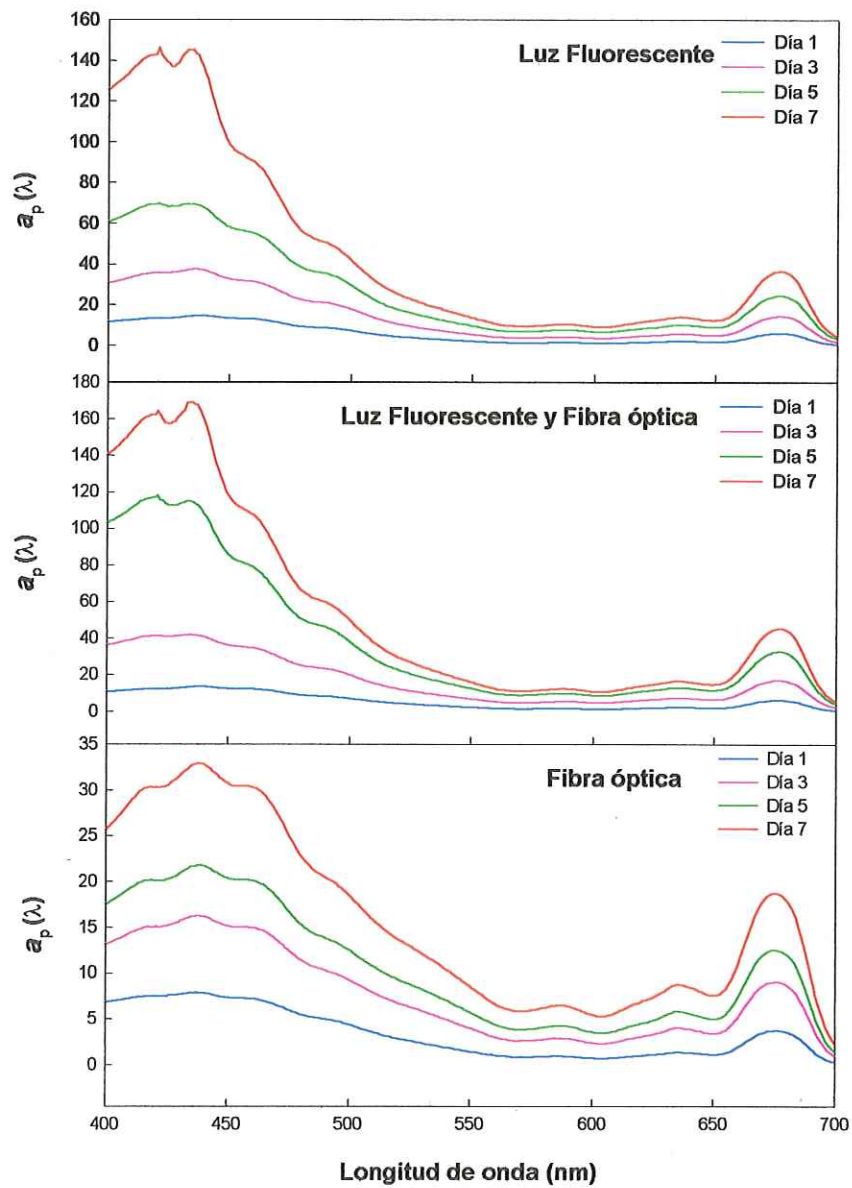 160
140
120
100
80
60
40
20
0
a_p (λ)
Luz Fluorescente
Día 1
Día 3
Día 5
Día 7
180
160
140
120
100
80
60
40
20
0
a_p (λ)
Luz Fluorescente y Fibra óptica
Día 1
Día 3
Día 5
Día 7
35
30
25
20
15
10
5
0
a_p (λ)
Fibra óptica
Día 1
Día 3
Día 5
Día 7
400 450 500 550 600 650 700
Longitud de onda (nm)